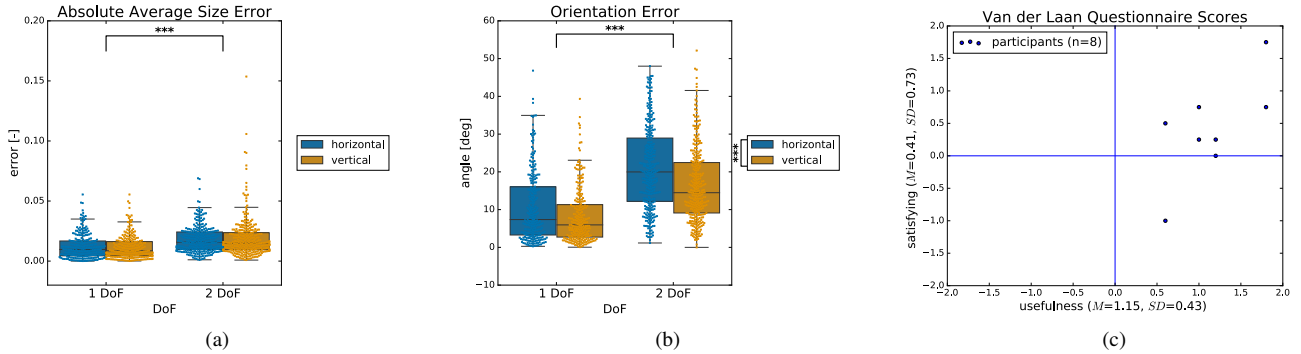 Absolute Average Size Error
0.20
0.15
0.10
0.05
0.00
error [-]
***
1 DoF
2 DoF
DoF
horizontal
vertical
(a)
Orientation Error
60
50
40
30
20
10
0
−10
angle [deg]
***
1 DoF
2 DoF
DoF
***
horizontal
vertical
(b)
Van der Laan Questionnaire Scores
participants (n=8)
2.0
1.5
1.0
0.5
0.0
−0.5
−1.0
−1.5
−2.0
satisfying (M=0.41, SD=0.73)
−2.0 −1.5 −1.0 −0.5 0.0 0.5 1.0 1.5 2.0
usefulness (M=1.15, SD=0.43)
(c)